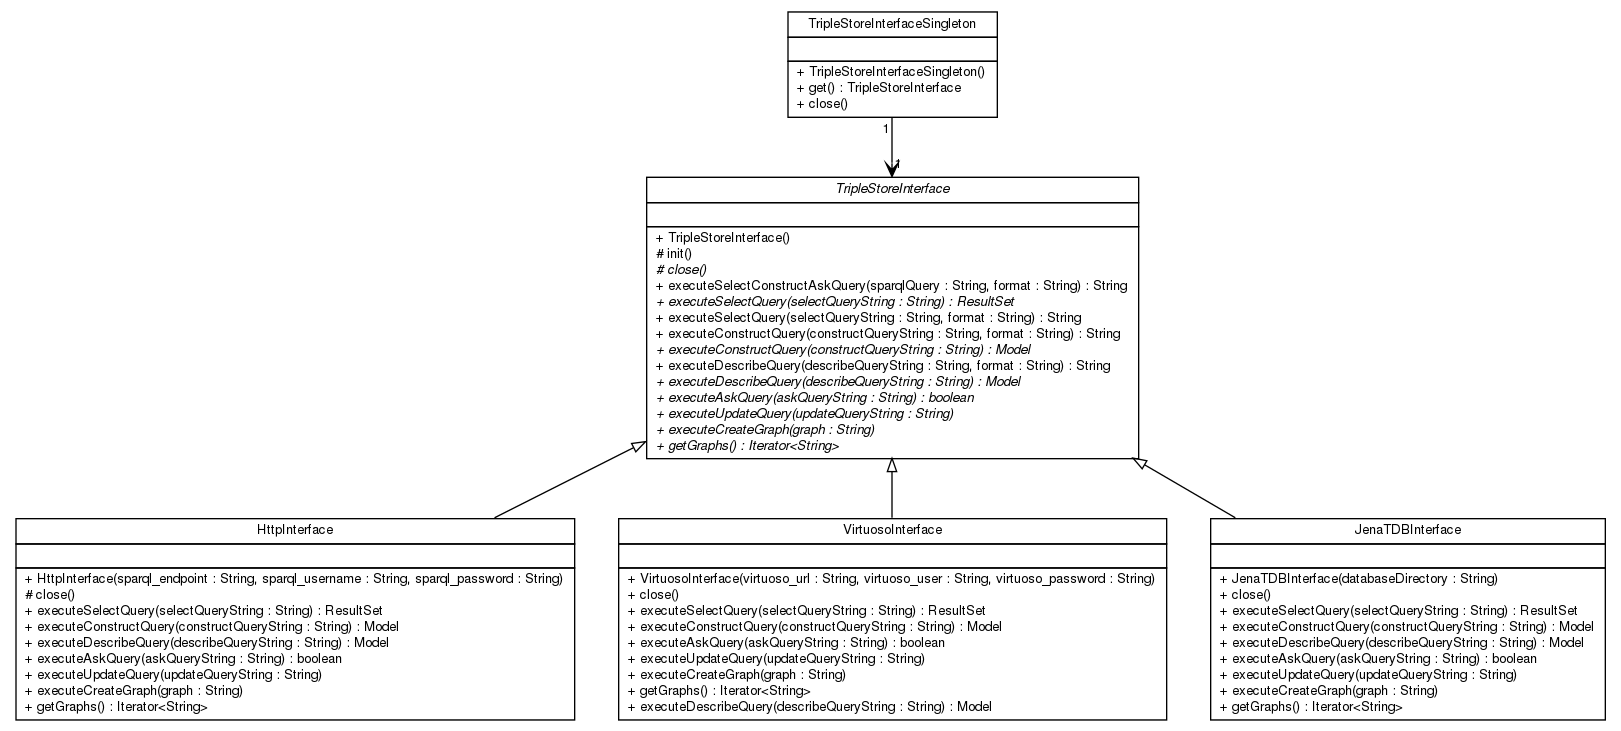 TripleStoreInterfaceSingleton
+ TripleStoreInterfaceSingleton()
+ get() : TripleStoreInterface
+ close()
1
1
TripleStoreInterface
+ TripleStoreInterface()
# init()
# close()
+ executeSelectConstructAskQuery(sparqlQuery : String, format : String) : String
+ executeSelectQuery(selectQueryString : String) : ResultSet
+ executeSelectQuery(selectQueryString : String, format : String) : String
+ executeConstructQuery(constructQueryString : String, format : String) : String
+ executeConstructQuery(constructQueryString : String) : Model
+ executeDescribeQuery(describeQueryString : String, format : String) : String
+ executeDescribeQuery(describeQueryString : String) : Model
+ executeAskQuery(askQueryString : String) : boolean
+ executeUpdateQuery(updateQueryString : String)
+ executeCreateGraph(graph : String)
+ getGraphs() : Iterator<String>
HttpInterface
+ HttpInterface(sparql_endpoint : String, sparql_username : String, sparql_password : String)
# close()
+ executeSelectQuery(selectQueryString : String) : ResultSet
+ executeConstructQuery(constructQueryString : String) : Model
+ executeDescribeQuery(describeQueryString : String) : Model
+ executeAskQuery(askQueryString : String) : boolean
+ executeUpdateQuery(updateQueryString : String)
+ executeCreateGraph(graph : String)
+ getGraphs() : Iterator<String>
VirtuosoInterface
+ VirtuosoInterface(virtuoso_url : String, virtuoso_user : String, virtuoso_password : String)
+ close()
+ executeSelectQuery(selectQueryString : String) : ResultSet
+ executeConstructQuery(constructQueryString : String) : Model
+ executeAskQuery(askQueryString : String) : boolean
+ executeUpdateQuery(updateQueryString : String)
+ executeCreateGraph(graph : String)
+ getGraphs() : Iterator<String>
+ executeDescribeQuery(describeQueryString : String) : Model
JenaTDBInterface
+ JenaTDBInterface(databaseDirectory : String)
+ close()
+ executeSelectQuery(selectQueryString : String) : ResultSet
+ executeConstructQuery(constructQueryString : String) : Model
+ executeDescribeQuery(describeQueryString : String) : Model
+ executeAskQuery(askQueryString : String) : boolean
+ executeUpdateQuery(updateQueryString : String)
+ executeCreateGraph(graph : String)
+ getGraphs() : Iterator<String>